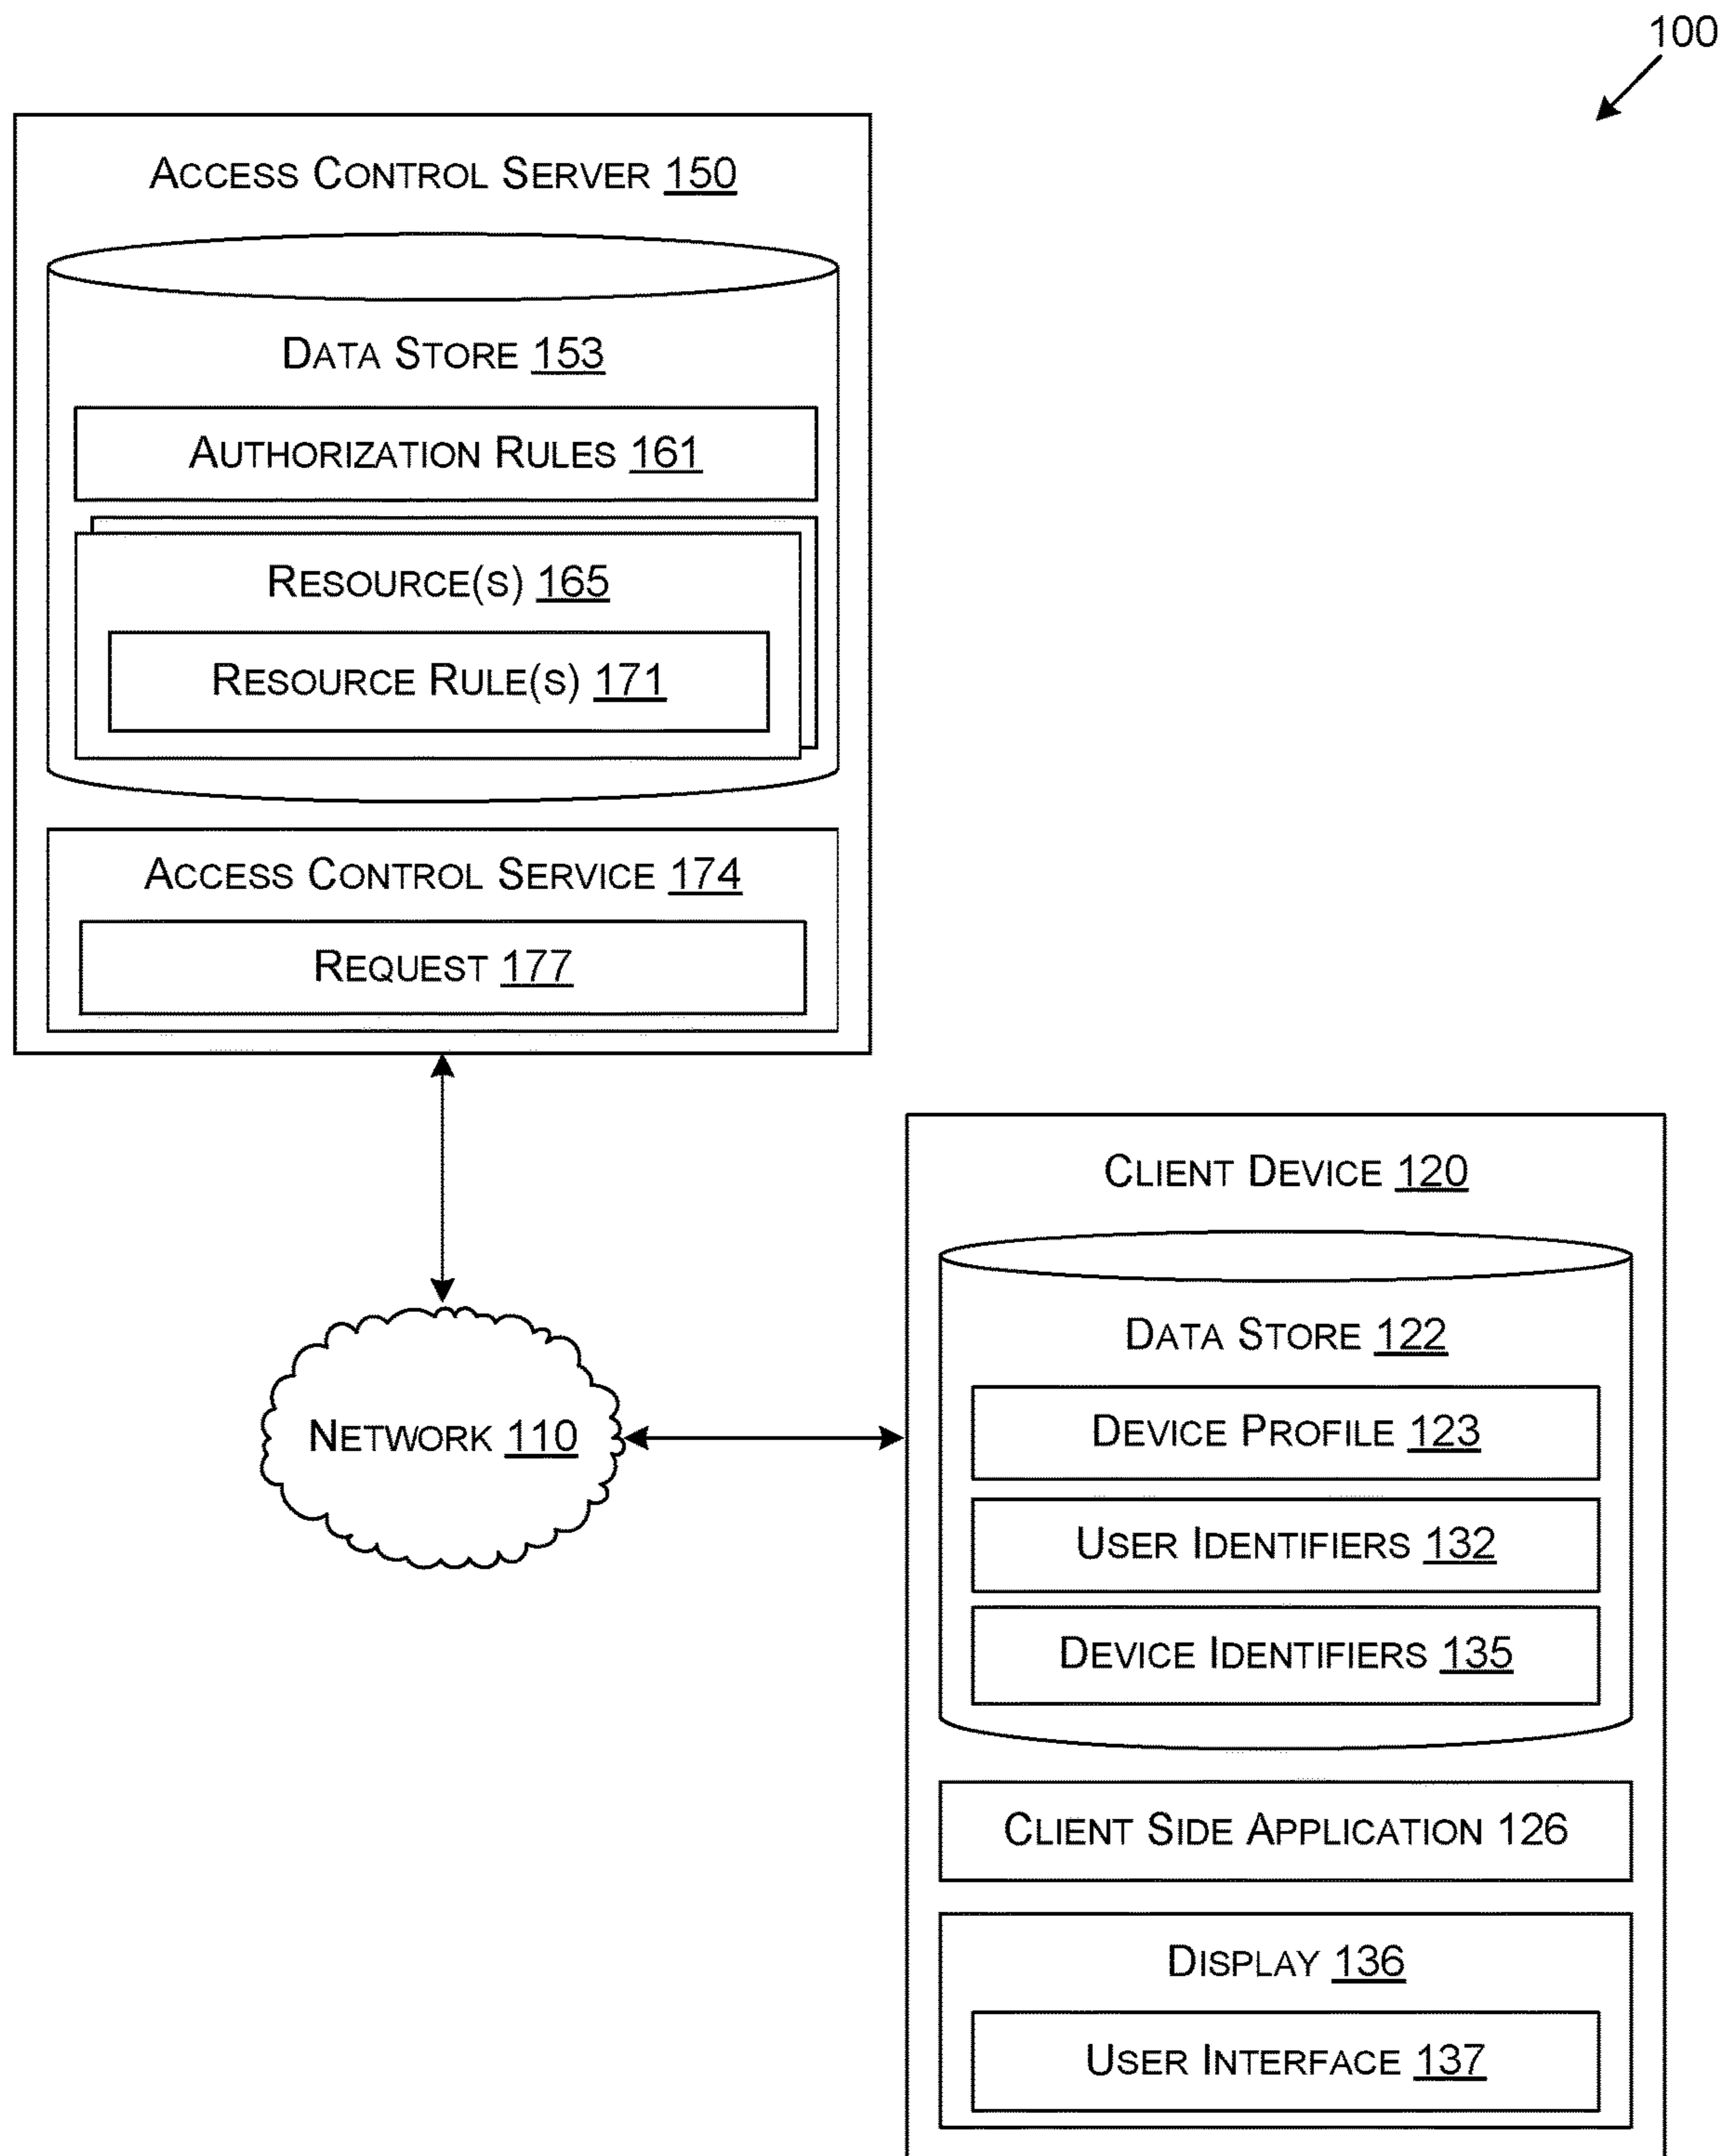 100
ACCESS CONTROL SERVER 150
DATA STORE 153
AUTHORIZATION RULES 161
RESOURCE(S) 165
RESOURCE RULE(S) 171
ACCESS CONTROL SERVICE 174
REQUEST 177
NETWORK 110
CLIENT DEVICE 120
DATA STORE 122
DEVICE PROFILE 123
USER IDENTIFIERS 132
DEVICE IDENTIFIERS 135
CLIENT SIDE APPLICATION 126
DISPLAY 136
USER INTERFACE 137